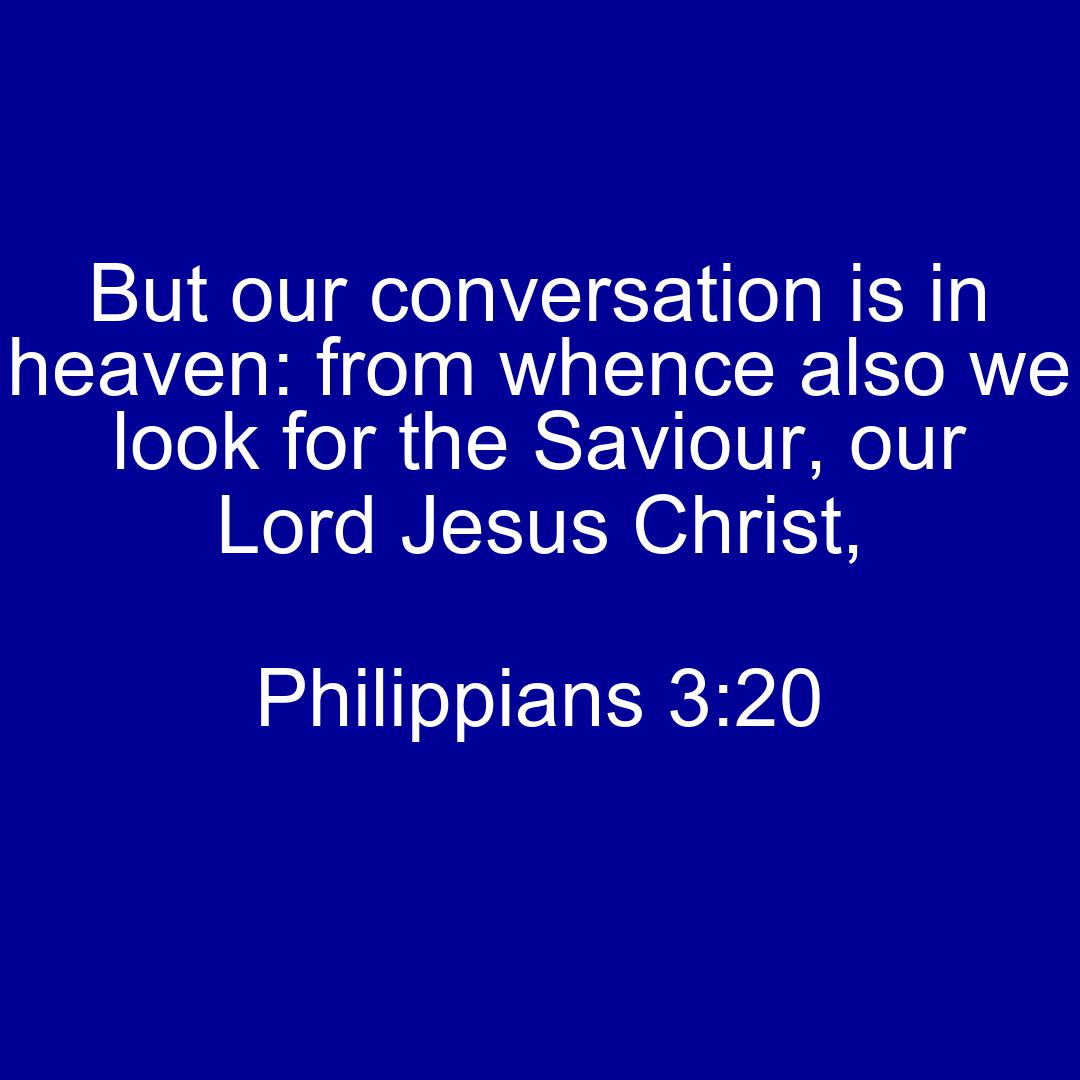 But our conversation is in
heaven: from whence also we
look for the Saviour, our
Lord Jesus Christ,
Philippians 3:20